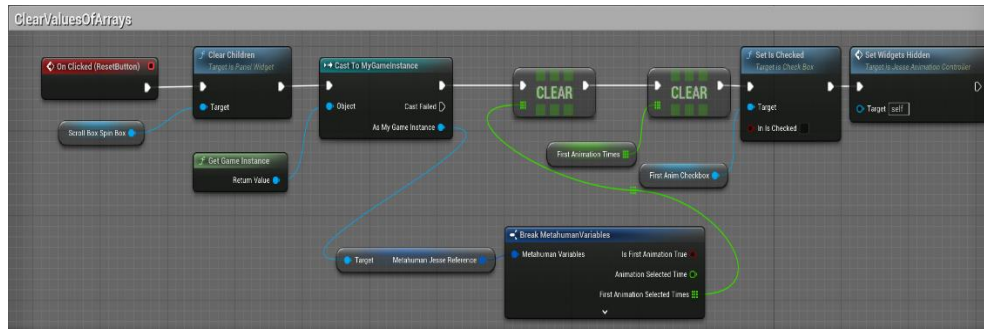 ClearValuesOfArrays
On Clicked (ResetButton)
Clear Children
Target is Panel Widget
Target
Scroll Box Spin Box
Get Game Instance
Return Value
Cast To MyGameInstance
Object
Cast Failed
As My Game Instance
CLEAR
CLEAR
First Animation Times
First Anim Checkbox
Set Is Checked
Target is Check Box
Target
In Is Checked
Set Widgets Hidden
Target is Jesse Animation Controller
Target self
Target Metahuman Jesse Reference
Break MetahumanVariables
Metahuman Variables
Is First Animation True
Animation Selected Time
First Animation Selected Times